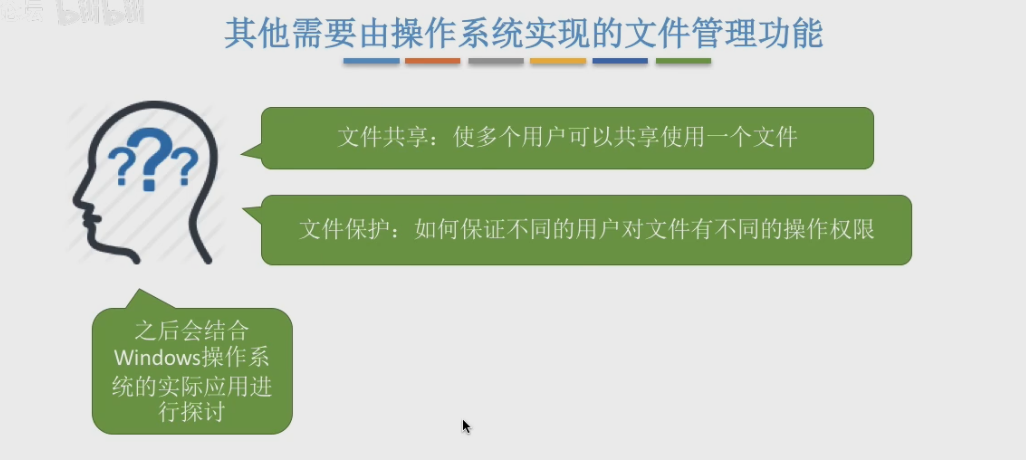 其他需要由操作系统实现的文件管理功能
???
文件共享：使多个用户可以共享使用一个文件
文件保护：如何保证不同的用户对文件有不同的操作权限
之后会结合
Windows操作系
统的实际应用进
行探讨